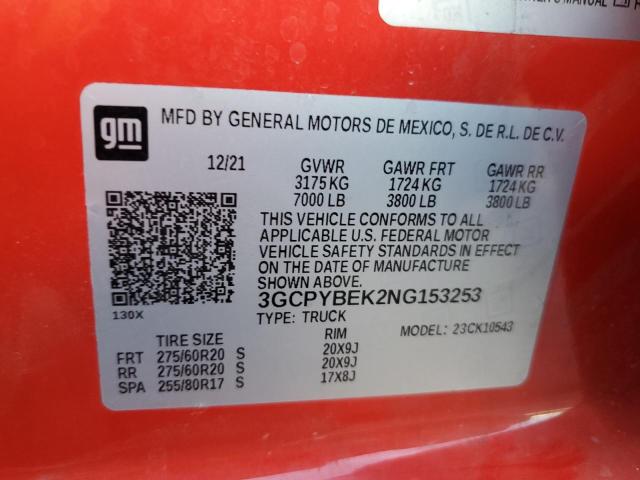 MANUAL
gm
MFD BY GENERAL MOTORS DE MEXICO, S. DE R.L. DE C.V.
12/21 GVWR GAWR FRT GAWR RR
3175 KG 1724 KG 1724 KG
7000 LB 3800 LB 3800 LB
THIS VEHICLE CONFORMS TO ALL
APPLICABLE U.S. FEDERAL MOTOR
VEHICLE SAFETY STANDARDS IN EFFECT
ON THE DATE OF MANUFACTURE
SHOWN ABOVE.
3GCPYBEK2NG153253
130X
TYPE: TRUCK MODEL: 23CK10543
TIRE SIZE RIM
FRT 275/60R20 S 20X9J
RR 275/60R20 S 20X9J
SPA 255/80R17 S 17X8J